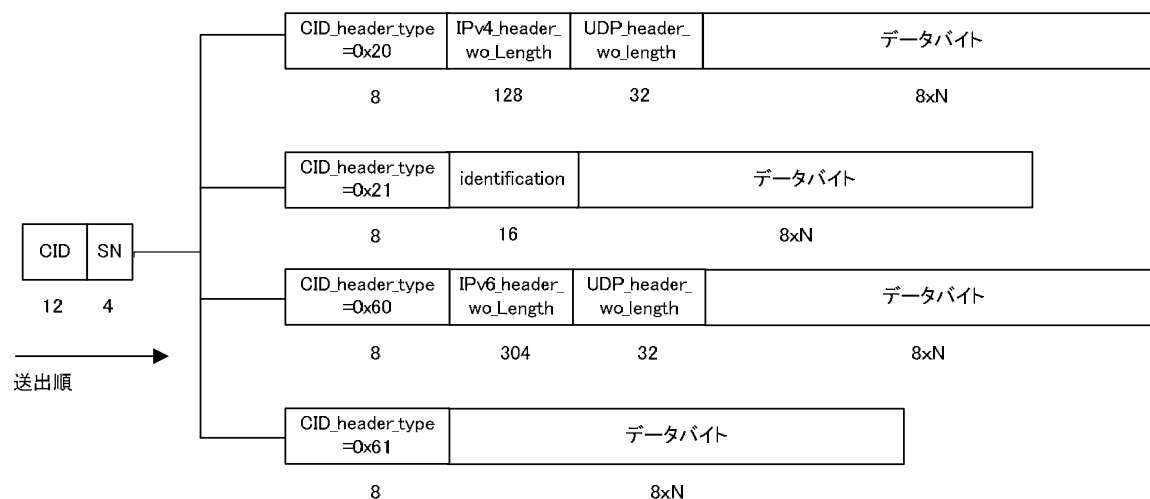 CID_header_type
=0x20
IPv4_header_
wo_Length
UDP_header_
wo_length
データバイト
8
128
32
8xN
CID_header_type
=0x21
identification
データバイト
8
16
8xN
CID
SN
12
4
送出順
CID_header_type
=0x60
IPv6_header_
wo_Length
UDP_header_
wo_length
データバイト
8
304
32
8xN
CID_header_type
=0x61
データバイト
8
8xN